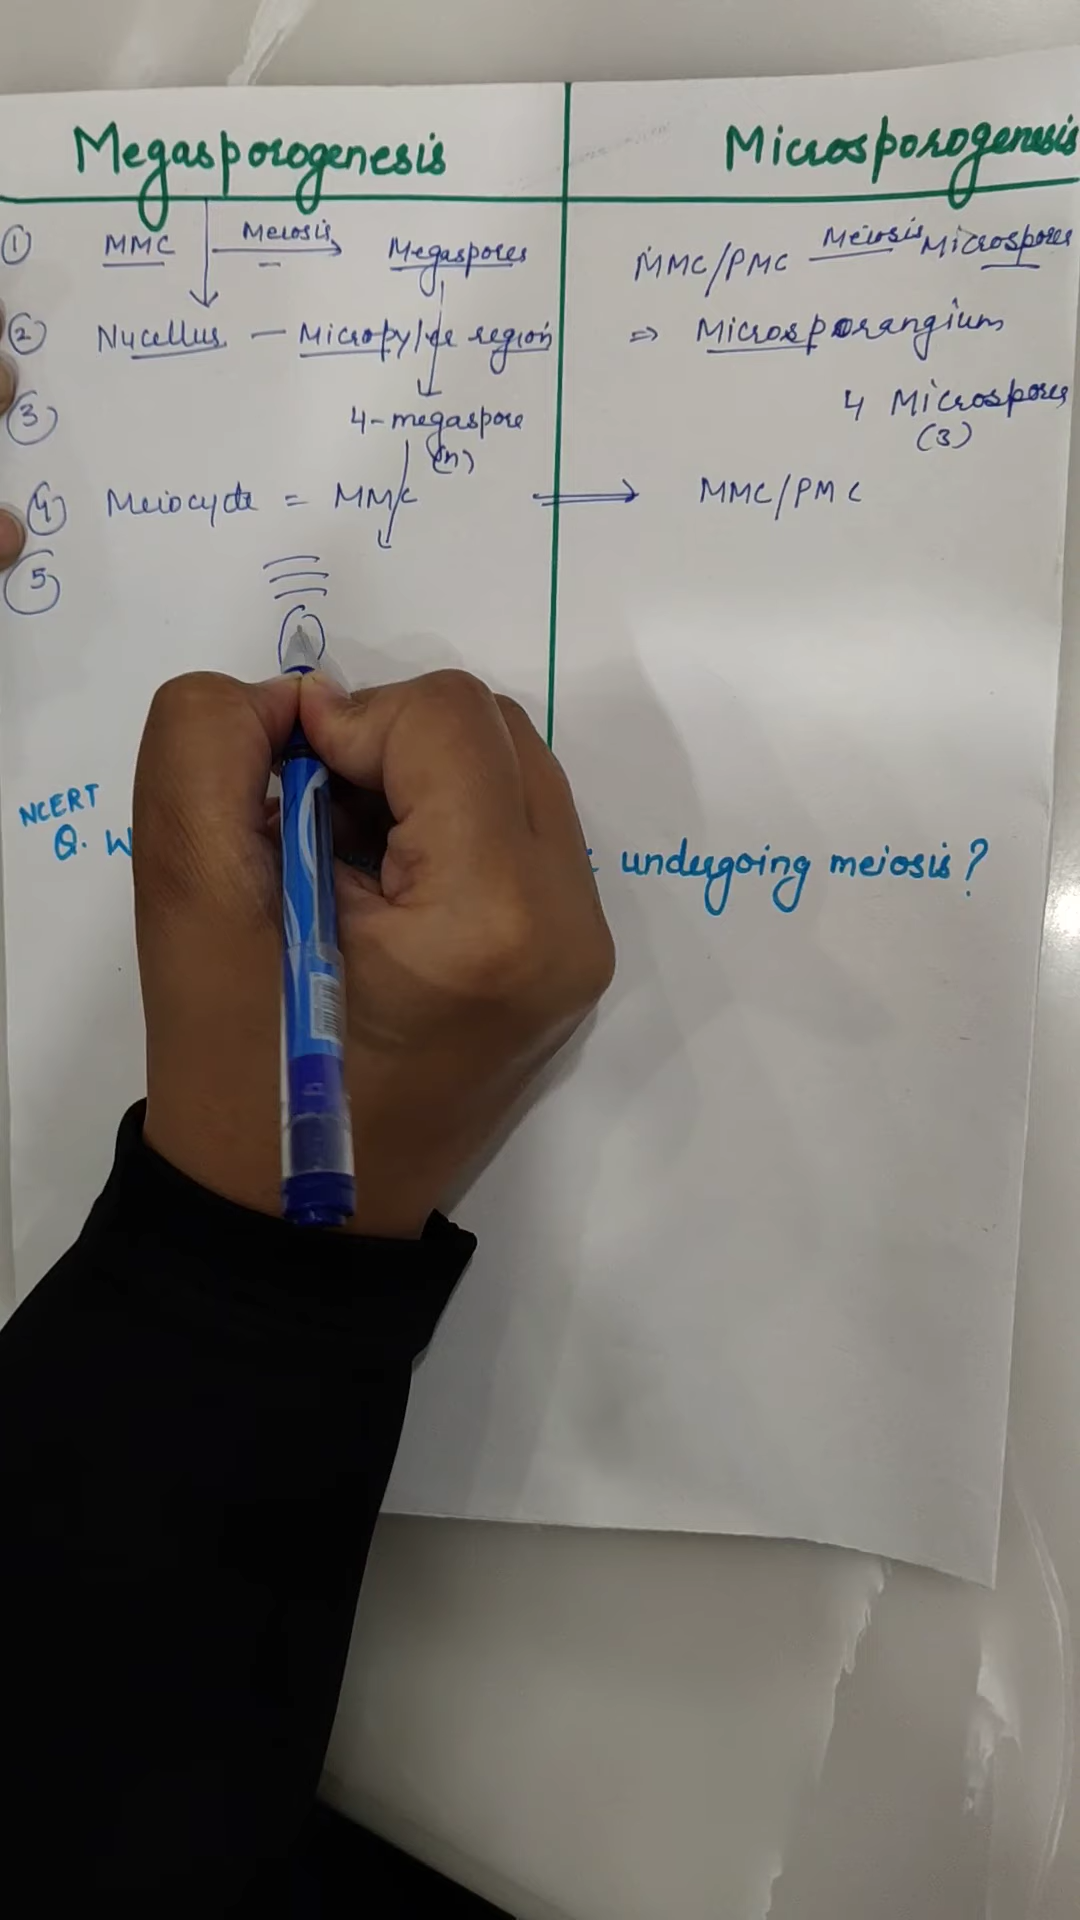 Megasporogenesis
Microsporogenesis
① MMC Meiosis Megaspores
MMC/PMC Meiosis Microspores
② Nucellus - Micropylde region
⇒ Microsporangium
③ 4-megaspore
(n)
4 Microspores
(3)
④ Meiocyte = MMC
MMC/PMC
⑤
NCERT
Q. undergoing meiosis?